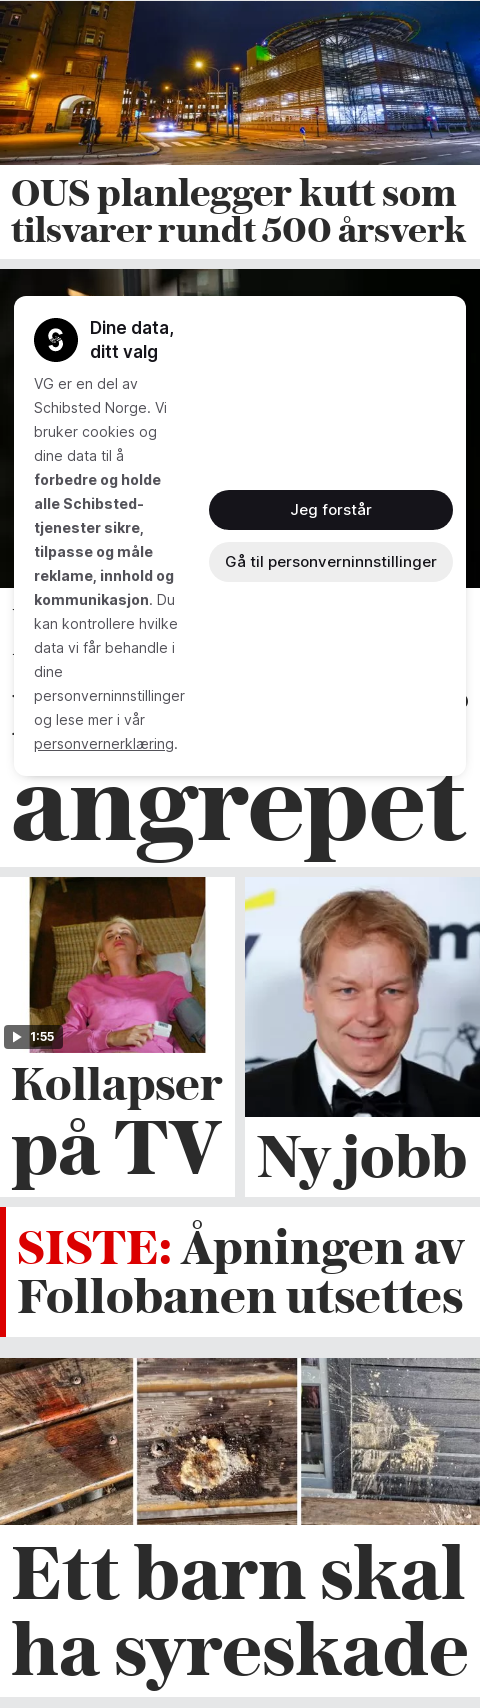 OUS planlegger kutt som
tilsvarer rundt 500 årsverk
Dine data,
ditt valg
VG er en del av
Schibsted Norge. Vi
bruker cookies og
dine data til å
forbedre og holde
alle Schibsted-
tjenester sikre,
tilpasse og måle
reklame, innhold og
kommunikasjon. Du
kan kontrollere hvilke
data vi får behandle i
dine
personverninnstillinger
og lese mer i vår
personvernerklæring.
Jeg forstår
Gå til personverninnstillinger
angrepet
1:55
Kollapser
på TV
Ny jobb
SISTE: Åpningen av
Follobanen utsettes
Ett barn skal
ha syreskade